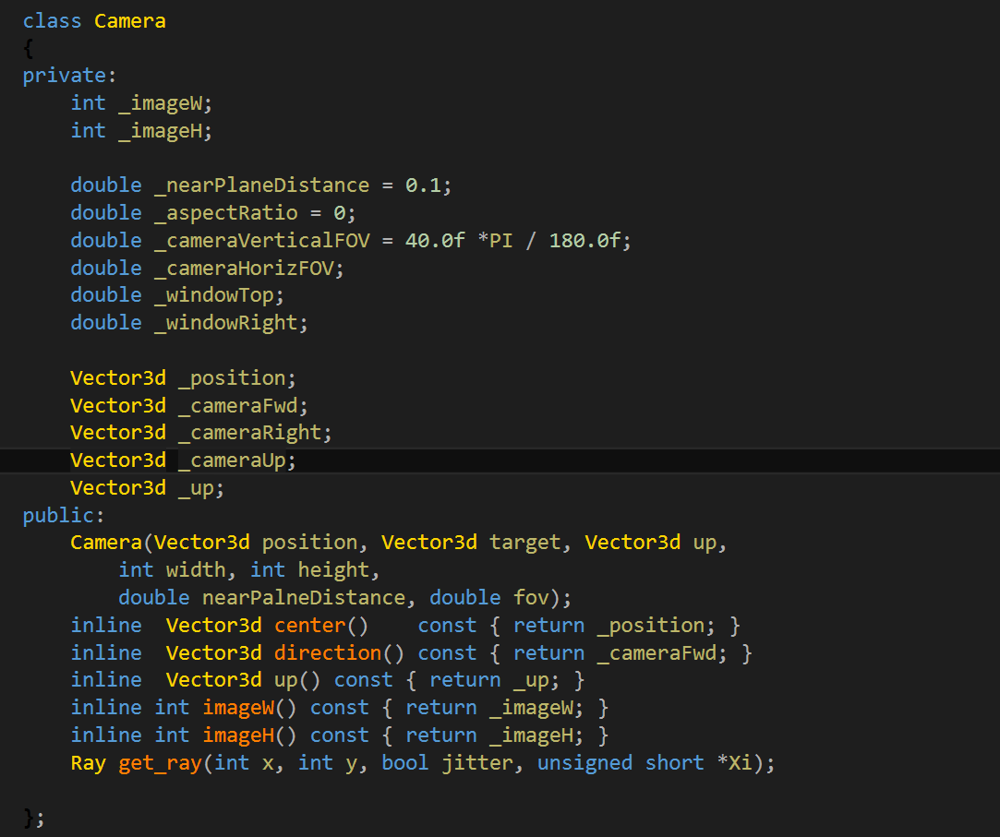 class Camera
{
private:
    int _imageW;
    int _imageH;

    double _nearPlaneDistance = 0.1;
    double _aspectRatio = 0;
    double _cameraVerticalFOV = 40.0f *PI / 180.0f;
    double _cameraHorizFOV;
    double _windowTop;
    double _windowRight;

    Vector3d _position;
    Vector3d _cameraFwd;
    Vector3d _cameraRight;
    Vector3d _cameraUp;
    Vector3d _up;
public:
    Camera(Vector3d position, Vector3d target, Vector3d up,
        int width, int height,
        double nearPalneDistance, double fov);
    inline  Vector3d center()    const { return _position; }
    inline  Vector3d direction() const { return _cameraFwd; }
    inline  Vector3d up() const { return _up; }
    inline int imageW() const { return _imageW; }
    inline int imageH() const { return _imageH; }
    Ray get_ray(int x, int y, bool jitter, unsigned short *Xi);

};